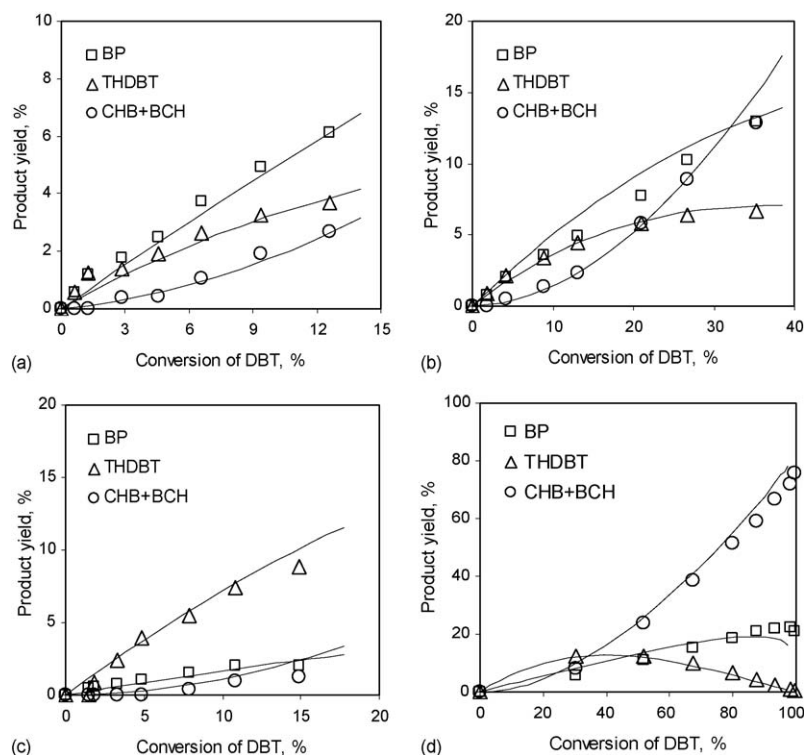 10
8
6
4
2
0
Product yield, %
BP
THDBT
CHB+BCH
0 3 6 9 12 15
Conversion of DBT, %
(a)
20
15
10
5
0
Product yield, %
BP
THDBT
CHB+BCH
0 10 20 30 40
Conversion of DBT, %
(b)
20
15
10
5
0
Product yield, %
BP
THDBT
CHB+BCH
0 5 10 15 20
Conversion of DBT, %
(c)
100
80
60
40
20
0
Product yield, %
BP
THDBT
CHB+BCH
0 20 40 60 80 100
Conversion of DBT, %
(d)